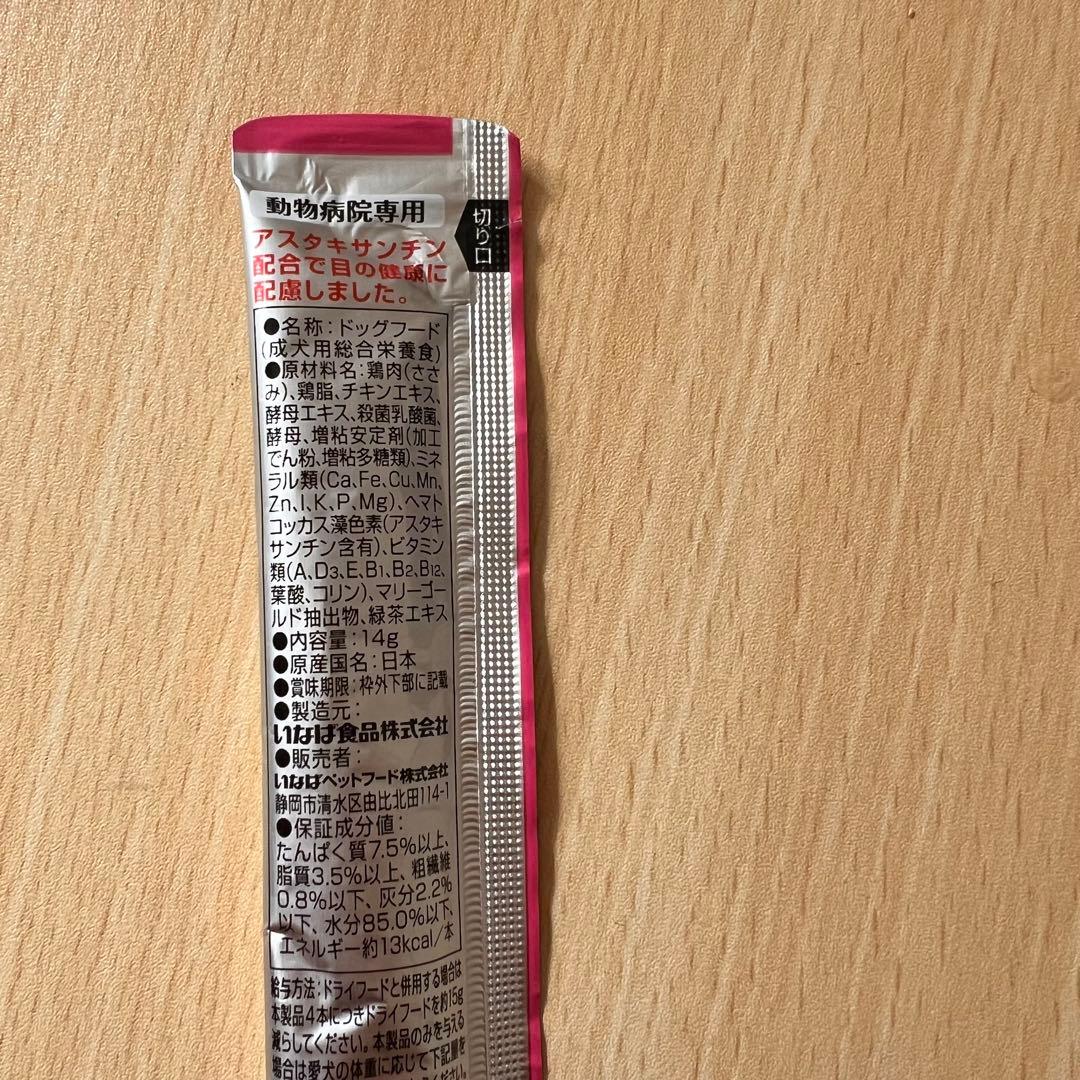 動物病院専用
切り口
アスタキサンチン
配合で目の健康に
配慮しました。
●名称:ドッグフード
(成犬用総合栄養食)
●原材料名:鶏肉(ささ
み)、鶏脂、チキンエキス、
酵母エキス、殺菌乳酸菌、
酵母、増粘安定剤(加工
でん粉、増粘多糖類)、ミネ
ラル類(Ca、Fe、Cu、Mn、
Zn、I、K、P、Mg)、ヘマト
コッカス藻色素(アスタキ
サンチン含有)、ビタミン
類(A、D3、E、B1、B2、B12、
葉酸、コリン)、マリーゴー
ルド抽出物、緑茶エキス
●内容量:14g
●原産国名:日本
●賞味期限:枠外下部に記載
●製造元:
いなば食品株式会社
●販売者:
いなばペットフード株式会社
静岡市清水区由比北田114-1
●保証成分値:
たんぱく質7.5%以上、
脂質3.5%以上、粗繊維
0.8%以下、灰分2.2%
以下、水分85.0%以下、
エネルギー約13kcal/本
給与方法:ドライフードと併用する場合は
本製品4本につきドライフードを約15g
減らしてください。本製品のみを与える
場合は愛犬の体重に応じて下記量を